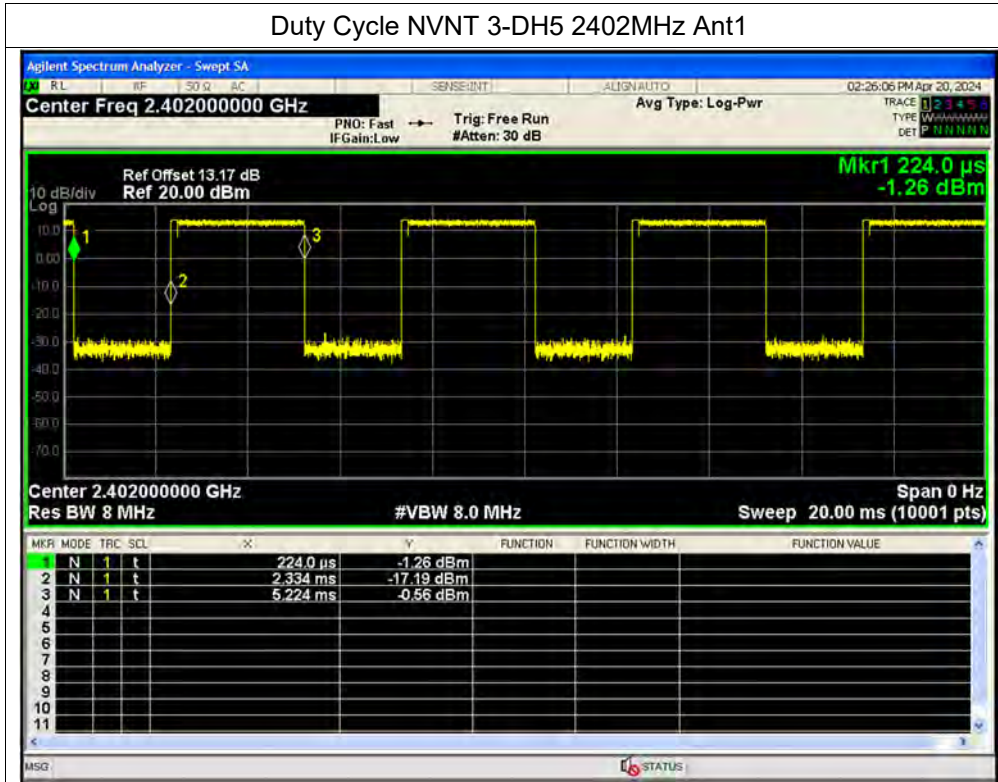 Duty Cycle NVNT 3-DH5 2402MHz Ant1
Agilent Spectrum Analyzer - Swept SA
LXI RL RF 50 Ω AC SENSE:INT ALIGN AUTO 02:26:06 PM Apr 20, 2024
Center Freq 2.402000000 GHz Avg Type: Log-Pwr TRACE 1 2 3 4 5 6
PNO: Fast Trig: Free Run TYPE W
IFGain:Low #Atten: 30 dB DET P N N N N N
Mkr1 224.0 µs
-1.26 dBm
Ref Offset 13.17 dB
10 dB/div Ref 20.00 dBm
Log
10.0
0.00
-10.0
-20.0
-30.0
-40.0
-50.0
-60.0
-70.0
1
2
3
Center 2.402000000 GHz Span 0 Hz
Res BW 8 MHz #VBW 8.0 MHz Sweep 20.00 ms (10001 pts)
MKR MODE TRC SCL X Y FUNCTION FUNCTION WIDTH FUNCTION VALUE
1 N 1 t 224.0 µs -1.26 dBm
2 N 1 t 2.334 ms -17.19 dBm
3 N 1 t 5.224 ms -0.56 dBm
4
5
6
7
8
9
10
11
MSG STATUS